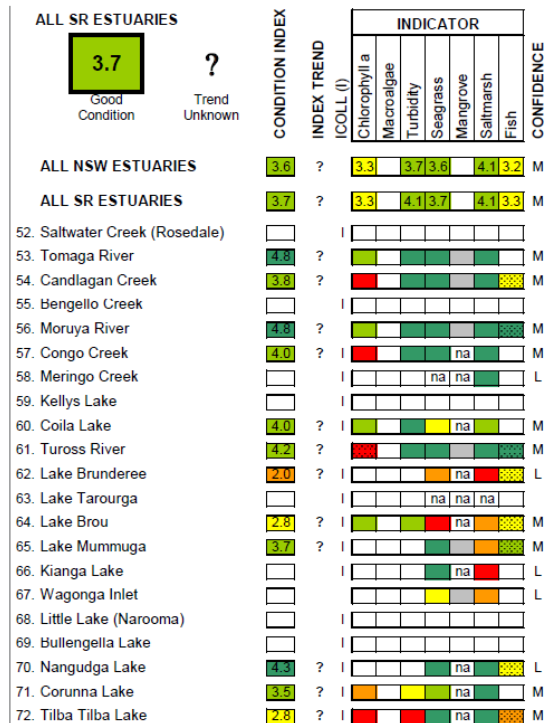 ALL SR ESTUARIES
3.7
?
Good
Condition
Trend
Unknown
CONDITION INDEX
INDEX TREND
ICOLL (I)
INDICATOR
Chlorophyll a
Macroalgae
Turbidity
Seagrass
Mangrove
Saltmarsh
Fish
CONFIDENCE
ALL NSW ESTUARIES 3.6 ? 3.3 3.7 3.6 4.1 3.2 M
ALL SR ESTUARIES 3.7 ? 3.3 4.1 3.7 4.1 3.3 M
52. Saltwater Creek (Rosedale) I
53. Tomaga River 4.8 ? M
54. Candlagan Creek 3.8 ? M
55. Bengello Creek I
56. Moruya River 4.8 ? M
57. Congo Creek 4.0 ? I na M
58. Meringo Creek I na na L
59. Kellys Lake I
60. Coila Lake 4.0 ? I na M
61. Tuross River 4.2 ? M
62. Lake Brunderee 2.0 ? I na L
63. Lake Tarourga I na na na
64. Lake Brou 2.8 ? I na M
65. Lake Mummuga 3.7 ? I M
66. Kianga Lake I na L
67. Wagonga Inlet L
68. Little Lake (Narooma) I
69. Bullengella Lake I
70. Nangudga Lake 4.3 ? I na L
71. Corunna Lake 3.5 ? I na M
72. Tilba Tilba Lake 2.8 ? I na M